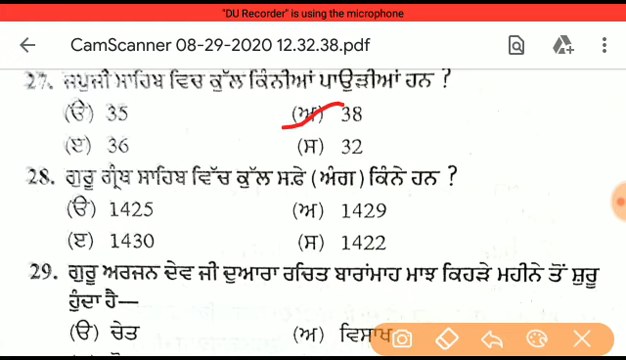 "DU Recorder" is using the microphone
CamScanner 08-29-2020 12.32.38.pdf
27. ਜਪੁਜੀ ਸਾਹਿਬ ਵਿਚ ਕੁੱਲ ਕਿੰਨੀਆਂ ਪਾਉੜੀਆਂ ਹਨ ?
(ੳ) 35 (ਅ) 38
(ੲ) 36 (ਸ) 32
28. ਗੁਰੂ ਗ੍ਰੰਥ ਸਾਹਿਬ ਵਿੱਚ ਕੁੱਲ ਸਫ਼ੇ (ਅੰਗ) ਕਿੰਨੇ ਹਨ ?
(ੳ) 1425 (ਅ) 1429
(ੲ) 1430 (ਸ) 1422
29. ਗੁਰੂ ਅਰਜਨ ਦੇਵ ਜੀ ਦੁਆਰਾ ਰਚਿਤ ਬਾਰਾਂਮਾਹ ਮਾਝ ਕਿਹੜੇ ਮਹੀਨੇ ਤੋਂ ਸ਼ੁਰੂ
ਹੁੰਦਾ ਹੈ—
(ੳ) ਚੇਤ (ਅ) ਵਿਸਾਖ